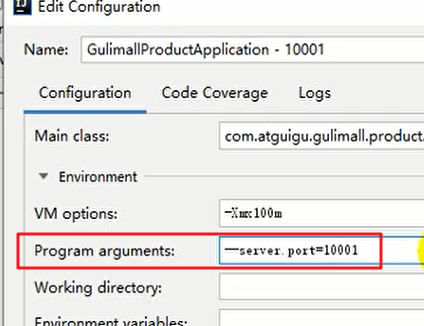 IJ Edit Configuration
Name: GulimallProductApplication - 10001
Configuration Code Coverage Logs
Main class: com.atguigu.gulimall.product.
Environment
VM options: -Xmx100m
Program arguments: --server.port=10001
Working directory:
Environment variables: